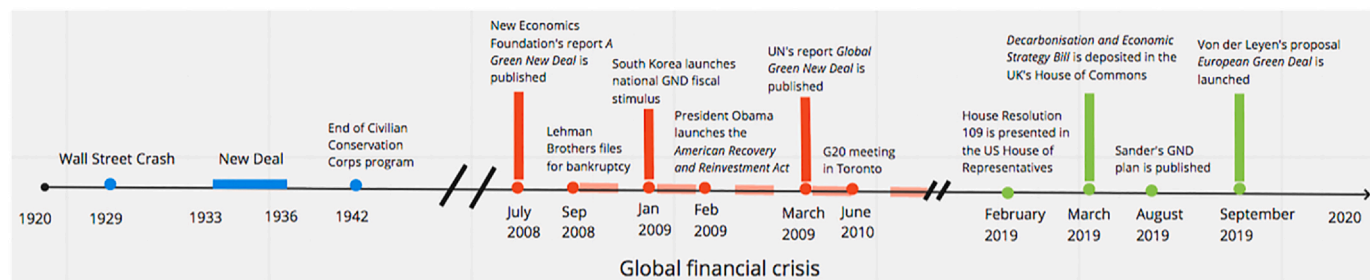 New Economics
Foundation's report A
Green New Deal is
published
South Korea launches
national GND fiscal
stimulus
UN's report Global
Green New Deal is
published
Decarbonisation and Economic
Strategy Bill is deposited in the
UK's House of Commons
Von der Leyen's proposal
European Green Deal is
launched
Wall Street Crash
New Deal
End of Civilian
Conservation
Corps program
Lehman
Brothers files
for bankruptcy
President Obama
launches the
American Recovery
and Reinvestment Act
G20 meeting
in Toronto
House Resolution
109 is presented in
the US House of
Representatives
Sander's GND
plan is published
1920
1929
1933
1936
1942
July
2008
Sep
2008
Jan
2009
Feb
2009
March
2009
June
2010
February
2019
March
2019
August
2019
September
2019
2020
Global financial crisis